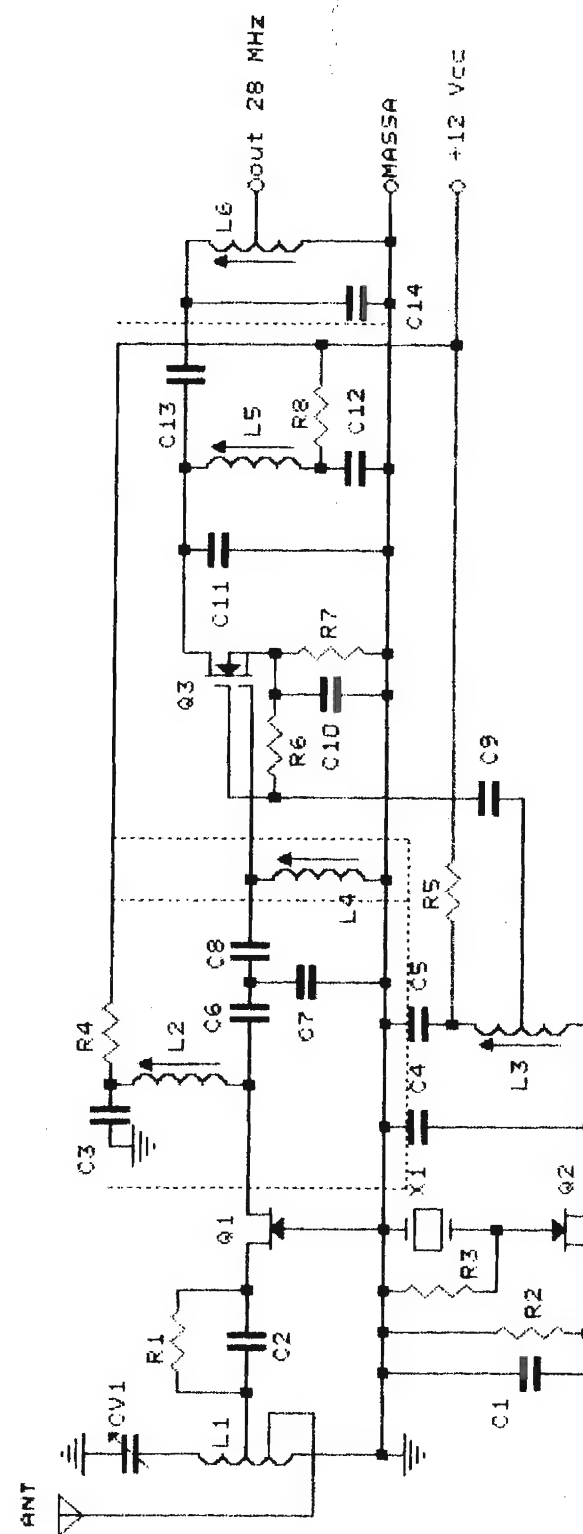 ANT
*CV1
L1
R1
C2
Q1
C3
R4
L2
C6
C8
C7
L4
Q3
R6
C10
R7
C11
C13
L5
R8
C12
C14
L6
out 28 MHz
MASSA
+12 Vcc
C9
R5
C5
C4
L3
X1
R3
Q2
R2
C1